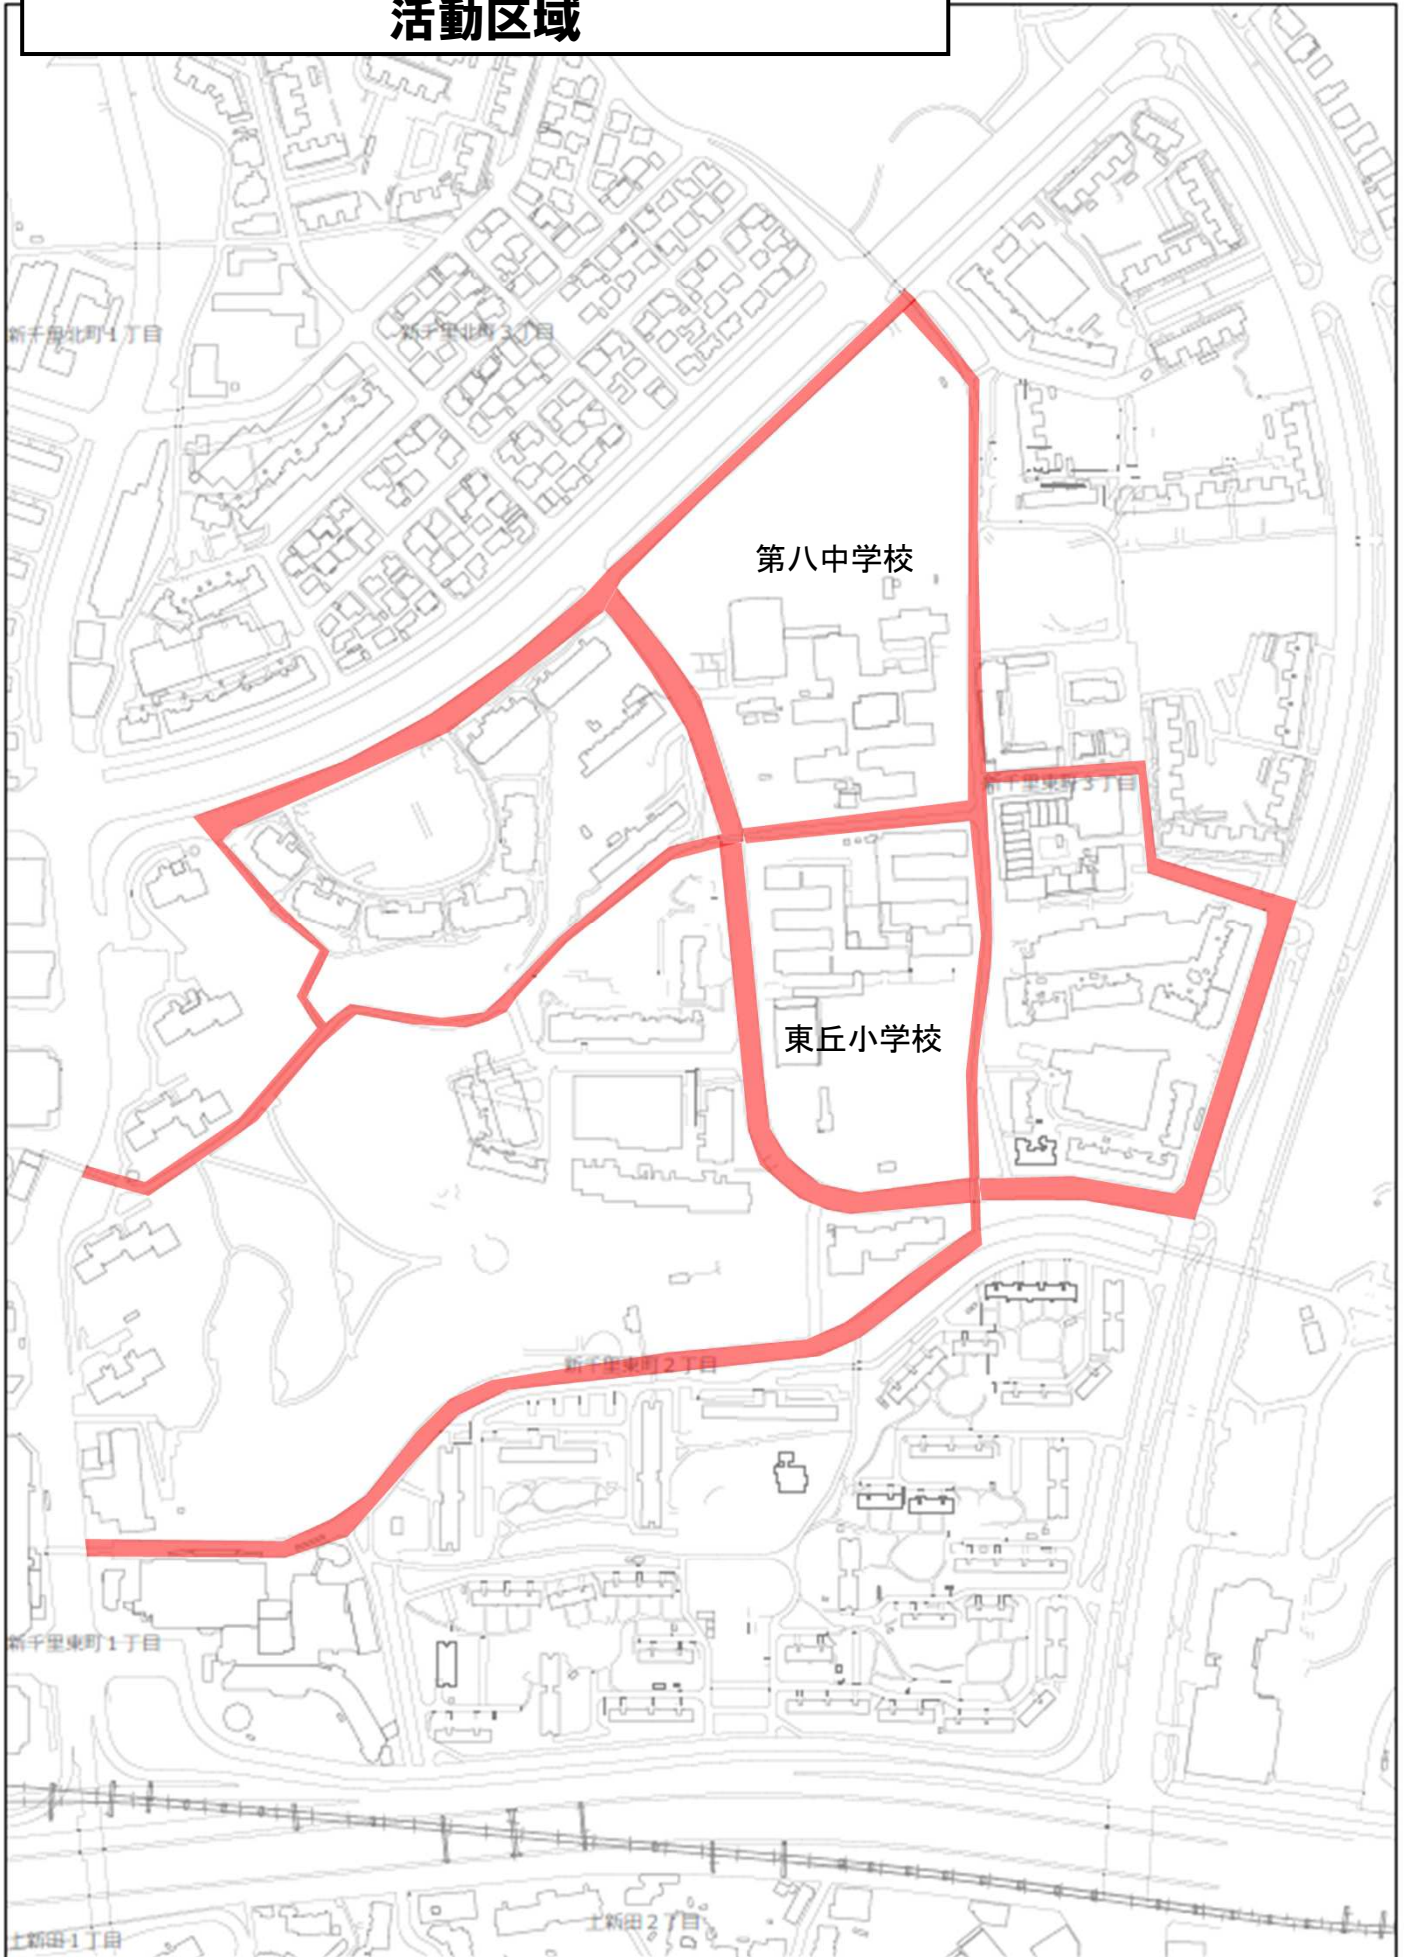 活動区域
新千里北町1丁目
新千里北町3丁目
第八中学校
新千里東町3丁目
東丘小学校
新千里東町2丁目
新千里東町1丁目
上新田2丁目
上新田1丁目